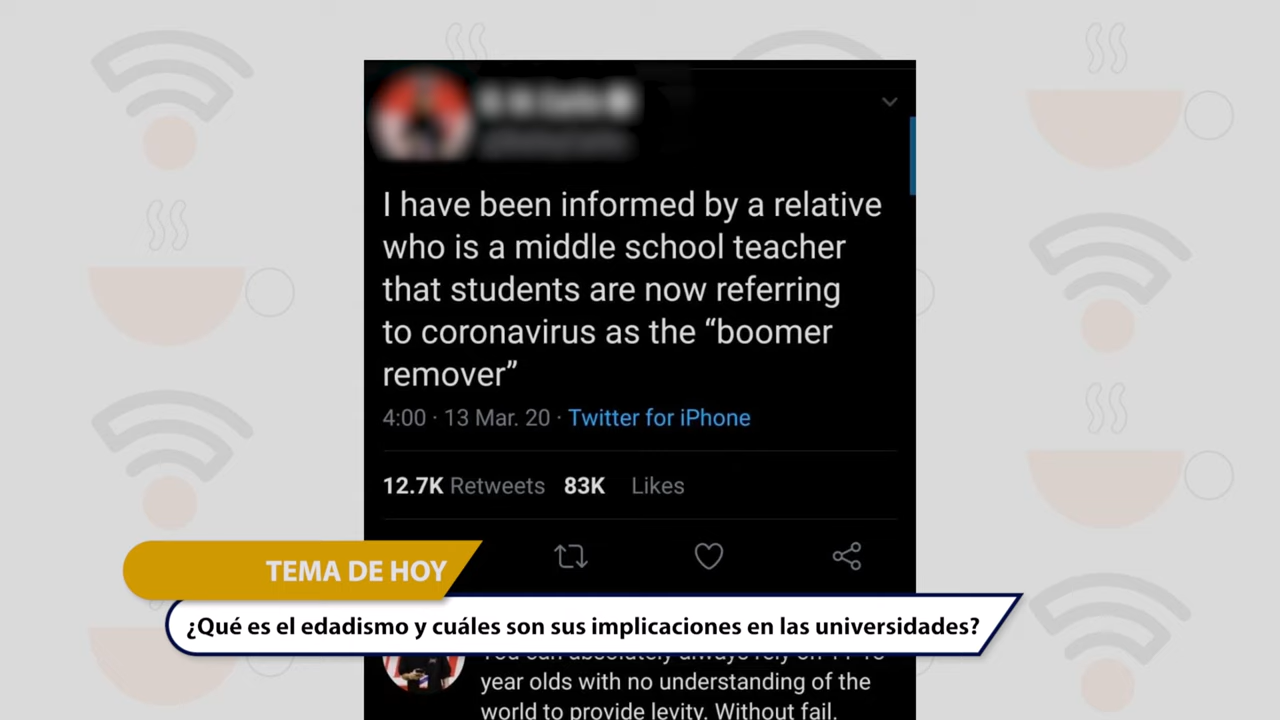 I have been informed by a relative
who is a middle school teacher
that students are now referring
to coronavirus as the “boomer
remover”
4:00 · 13 Mar. 20 · Twitter for iPhone
12.7K Retweets 83K Likes
TEMA DE HOY
¿Qué es el edadismo y cuáles son sus implicaciones en las universidades?
year olds with no understanding of the
world to provide levity. Without fail.